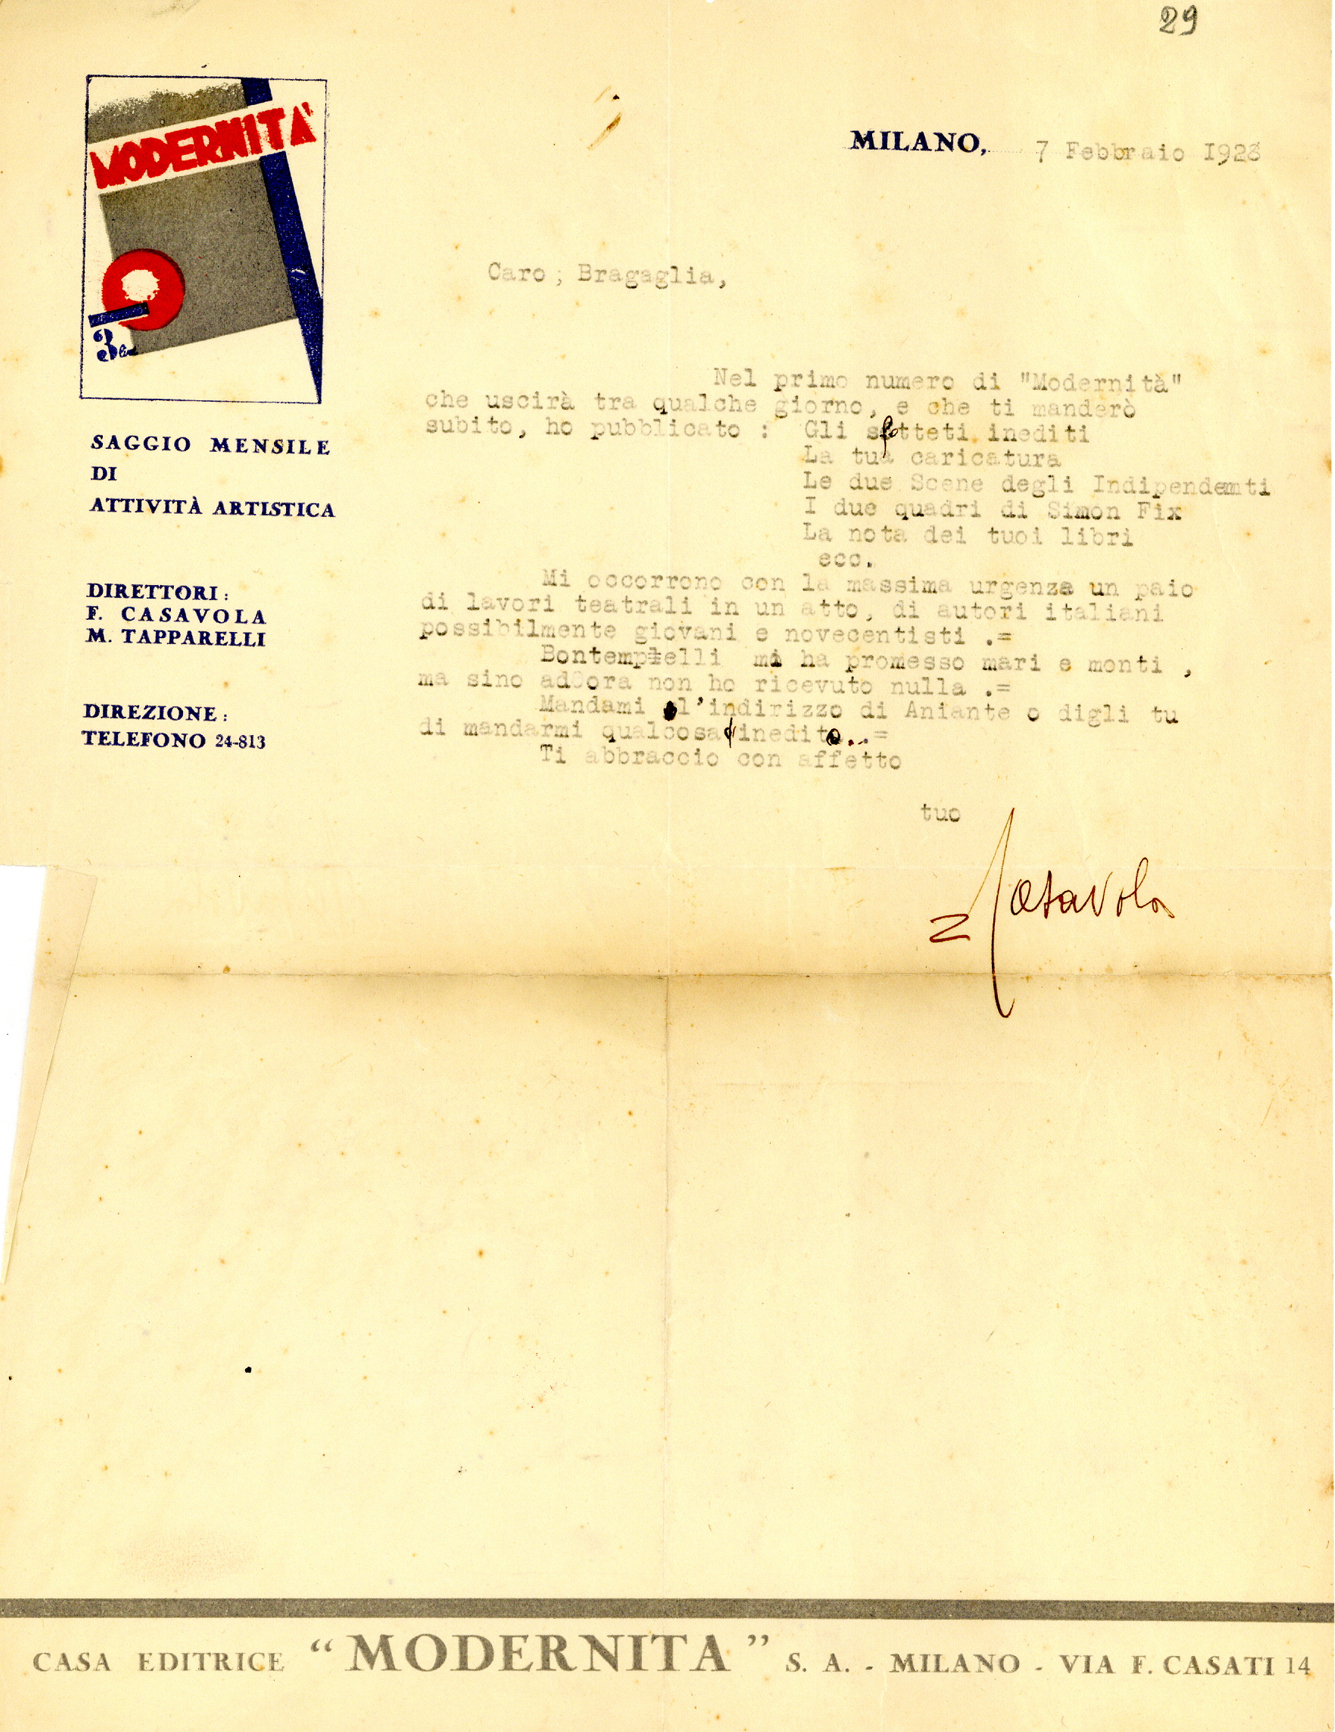 29
MODERNITÀ
3
MILANO, 7 Febbraio 1928
SAGGIO MENSILE
DI
ATTIVITÀ ARTISTICA
DIRETTORI:
F. CASAVOLA
M. TAPPARELLI
DIREZIONE:
TELEFONO 24-813
Caro ; Bragaglia,
Nel primo numero di "Modernità"
che uscirà tra qualche giorno, e che ti manderò
subito, ho pubblicato : Gli sfotteti inediti
La tua caricatura
Le due Scene degli Indipendemti
I due quadri di Simon Fix
La nota dei tuoi libri
ecc.
Mi occorrono con la massima urgenza un paio
di lavori teatrali in un atto, di autori italiani
possibilmente giovani e novecentisti .=
Bontempelli mi ha promesso mari e monti ,
ma sino adOora non ho ricevuto nulla .=
Mandami l'indirizzo di Aniante o digli tu
di mandarmi qualcosa inedito..=
Ti abbraccio con affetto
tuo
Casavola
CASA EDITRICE “MODERNITA” S. A. - MILANO - VIA F. CASATI 14